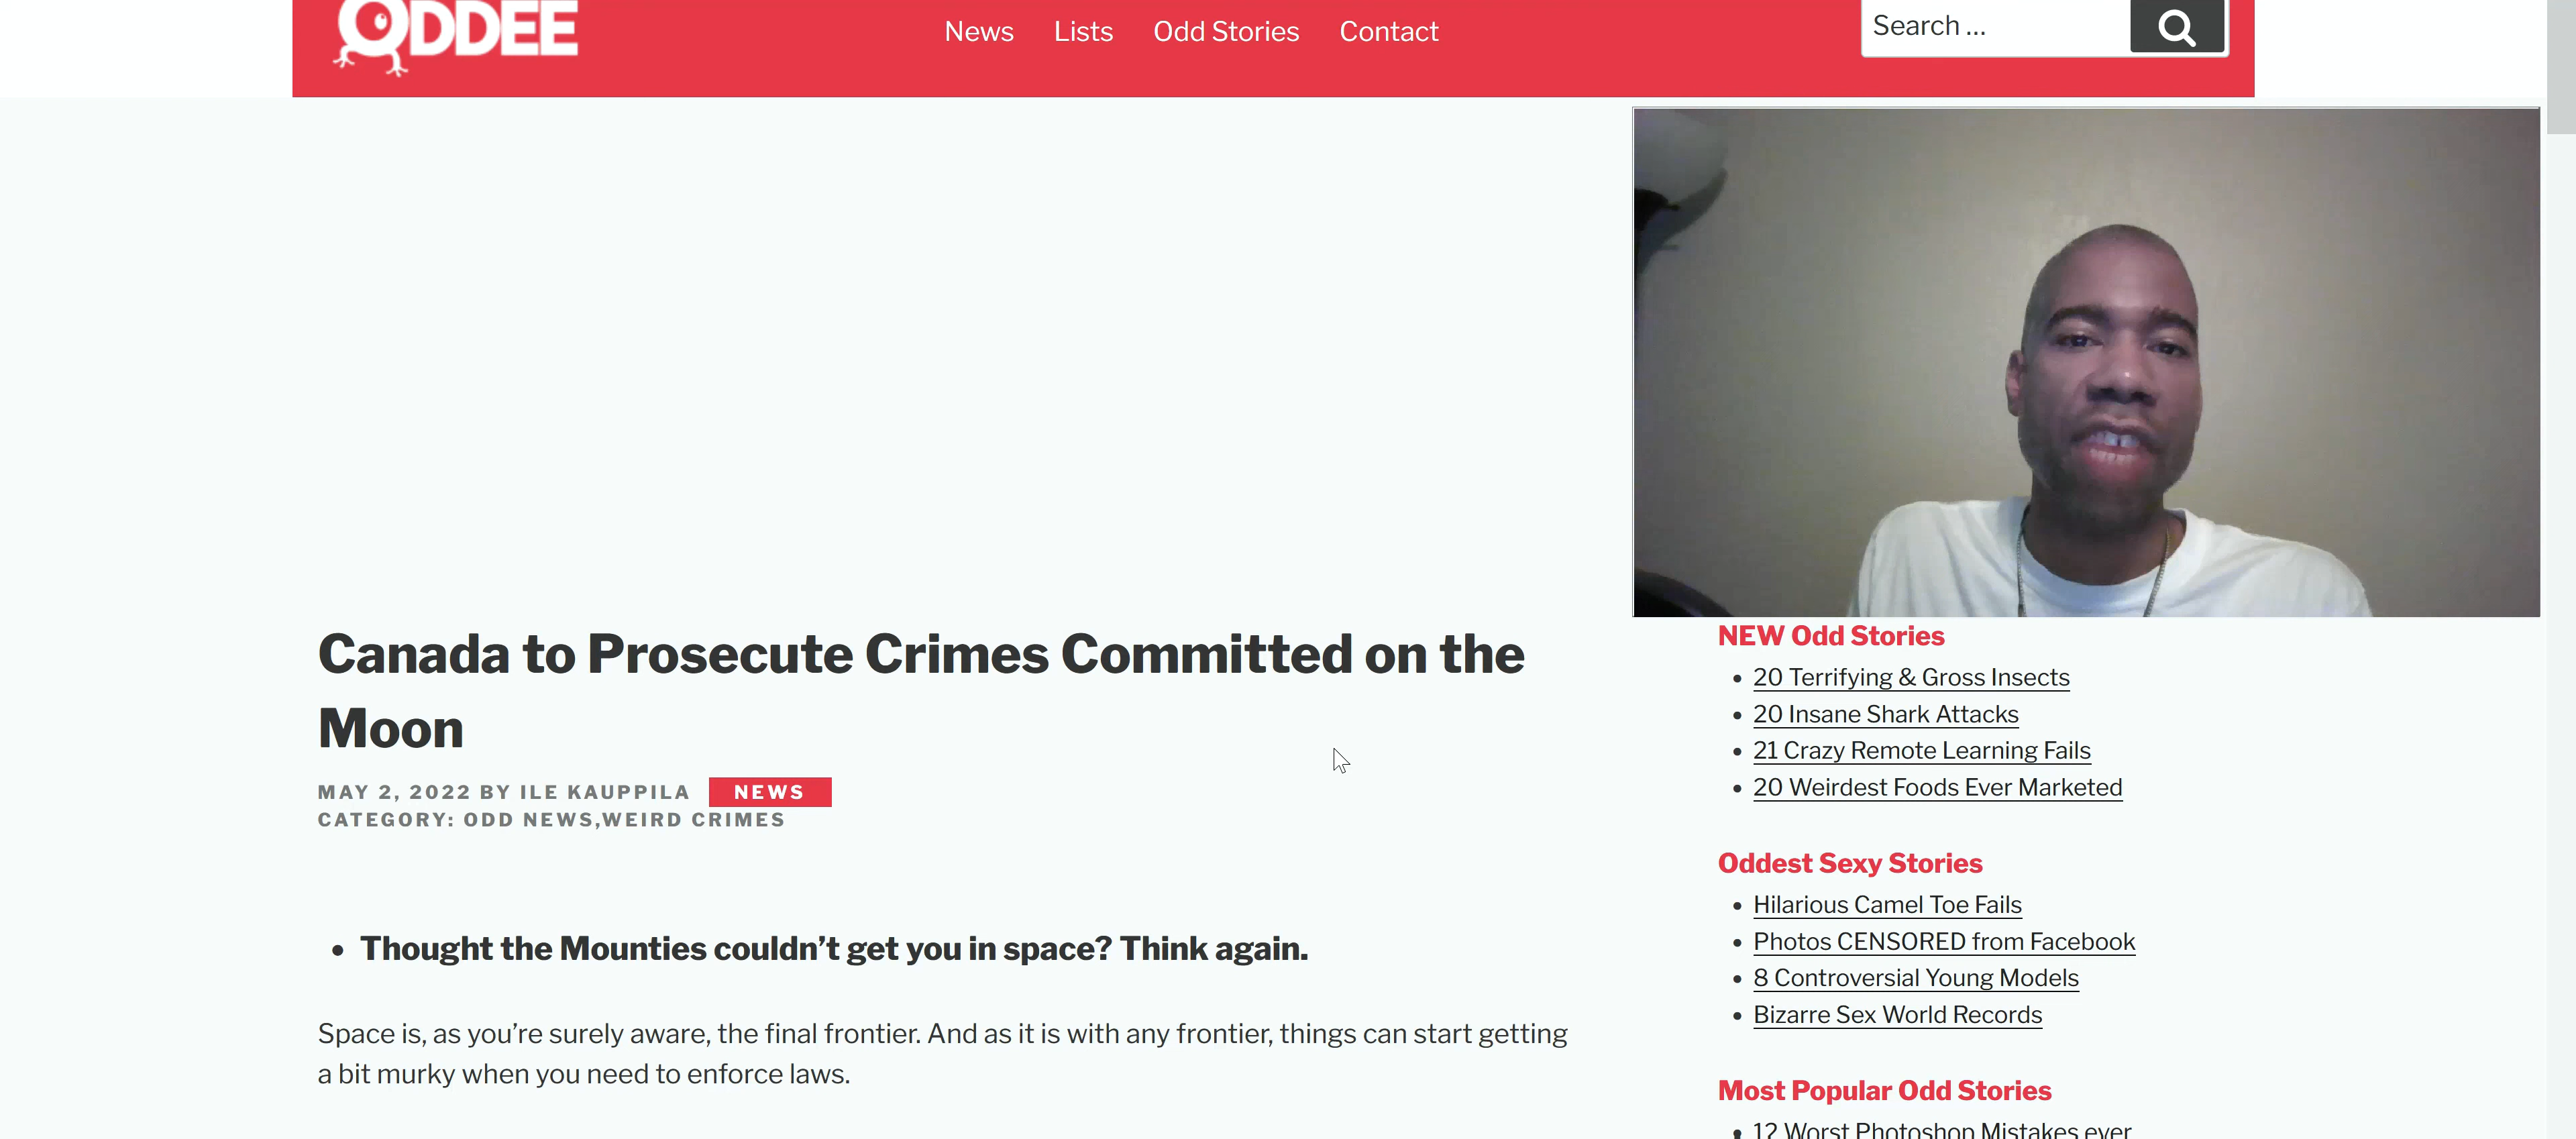 ODDEE
News Lists Odd Stories Contact
Search ...
Canada to Prosecute Crimes Committed on the
Moon
MAY 2, 2022 BY ILE KAUPPILA NEWS
CATEGORY: ODD NEWS,WEIRD CRIMES
• Thought the Mounties couldn’t get you in space? Think again.
Space is, as you’re surely aware, the final frontier. And as it is with any frontier, things can start getting
a bit murky when you need to enforce laws.
NEW Odd Stories
• 20 Terrifying & Gross Insects
• 20 Insane Shark Attacks
• 21 Crazy Remote Learning Fails
• 20 Weirdest Foods Ever Marketed
Oddest Sexy Stories
• Hilarious Camel Toe Fails
• Photos CENSORED from Facebook
• 8 Controversial Young Models
• Bizarre Sex World Records
Most Popular Odd Stories
• 12 Worst Photoshop Mistakes ever